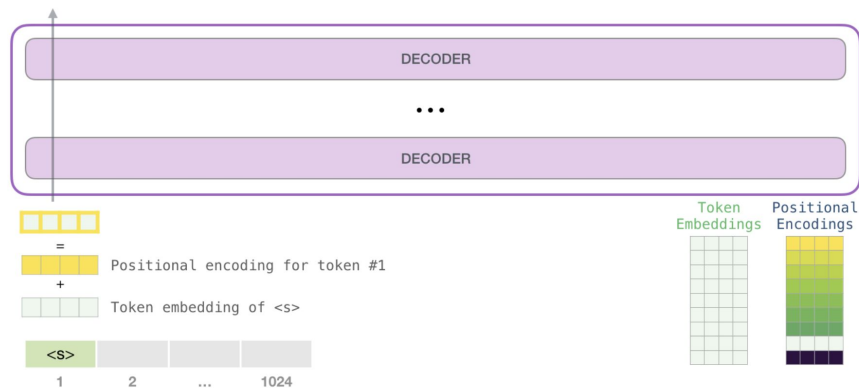 DECODER
...
DECODER
=
Positional encoding for token #1
+
Token embedding of <s>
<s>
1 2 ... 1024
Token Embeddings
Positional Encodings